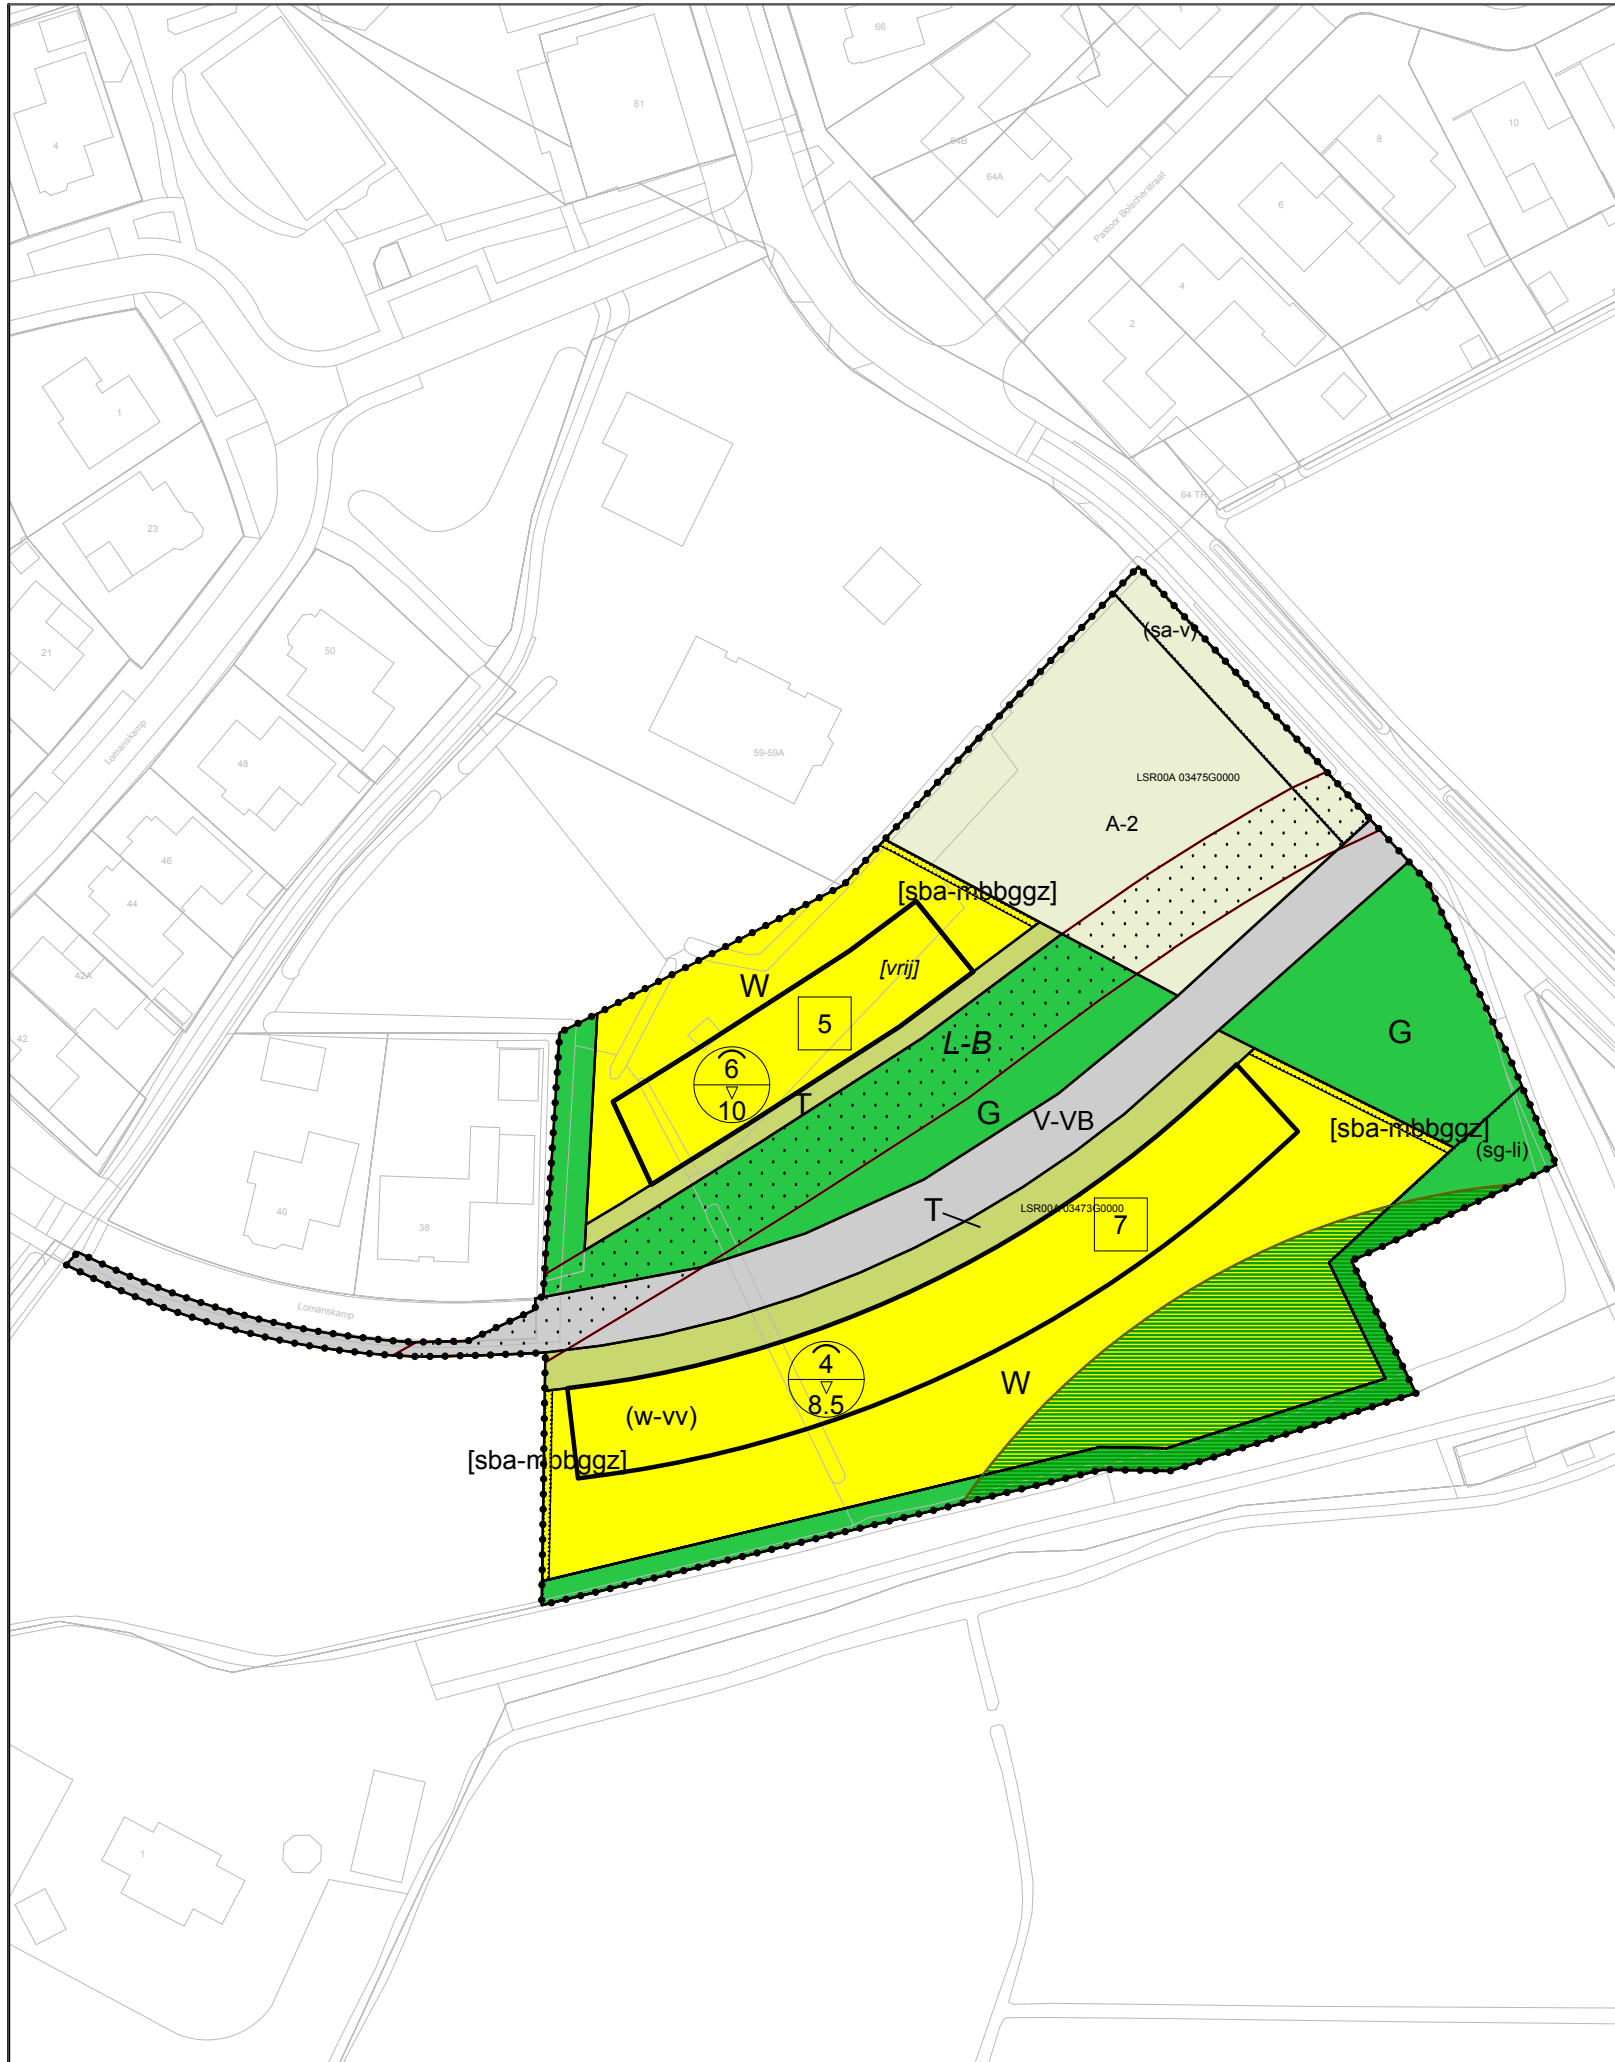 66
61
4
10
8
64B
64A
Pastoor Bolscherstraat
6
4
2
1
64 TR
23
(sa-v)
21
50
Lomanskamp
48
59-59A
LSR00A 03475G0000
A-2
46
44
[sba-mbbggz]
42A
W
[vrij]
5
42
L-B
G
6
10
T
G
V-VB
[sba-mbbggz]
(sg-li)
40
38
T
LSR00A 03473G0000
7
Lomanskamp
4
8.5
W
(w-vv)
[sba-mbbggz]
1